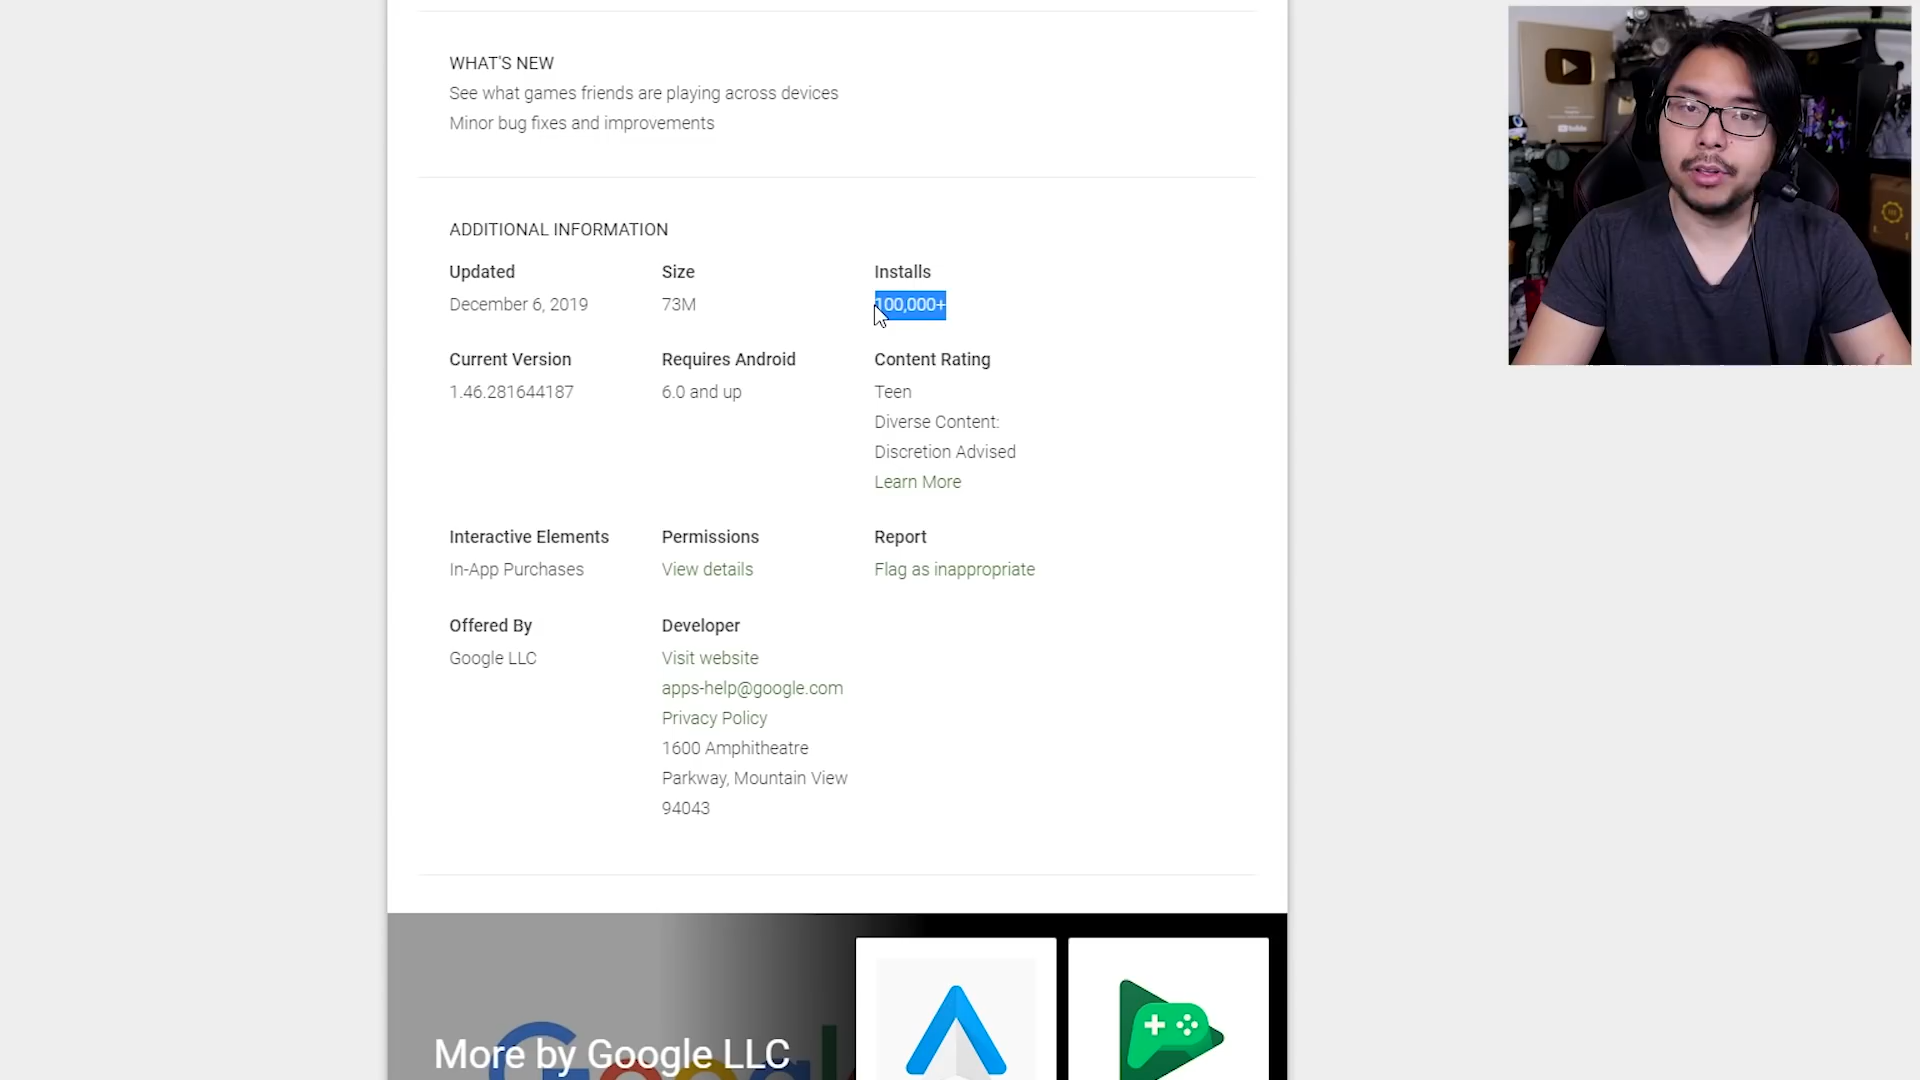 WHAT'S NEW
See what games friends are playing across devices
Minor bug fixes and improvements
ADDITIONAL INFORMATION
Updated
December 6, 2019
Size
73M
Installs
100,000+
Current Version
1.46.281644187
Requires Android
6.0 and up
Content Rating
Teen
Diverse Content:
Discretion Advised
Learn More
Interactive Elements
In-App Purchases
Permissions
View details
Report
Flag as inappropriate
Offered By
Google LLC
Developer
Visit website
apps-help@google.com
Privacy Policy
1600 Amphitheatre
Parkway, Mountain View
94043
More by Google LLC